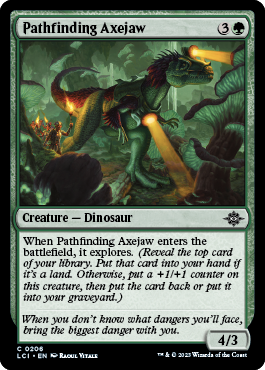 Pathfinding Axejaw 3
Creature — Dinosaur
When Pathfinding Axejaw enters the
battlefield, it explores. (Reveal the top card
of your library. Put that card into your hand if
it's a land. Otherwise, put a +1/+1 counter on
this creature, then put the card back or put it
into your graveyard.)
When you don't know what dangers you'll face,
bring the biggest danger with you.
4/3
C 0206
LCI • EN Raoul Vitale
™ & © 2023 Wizards of the Coast